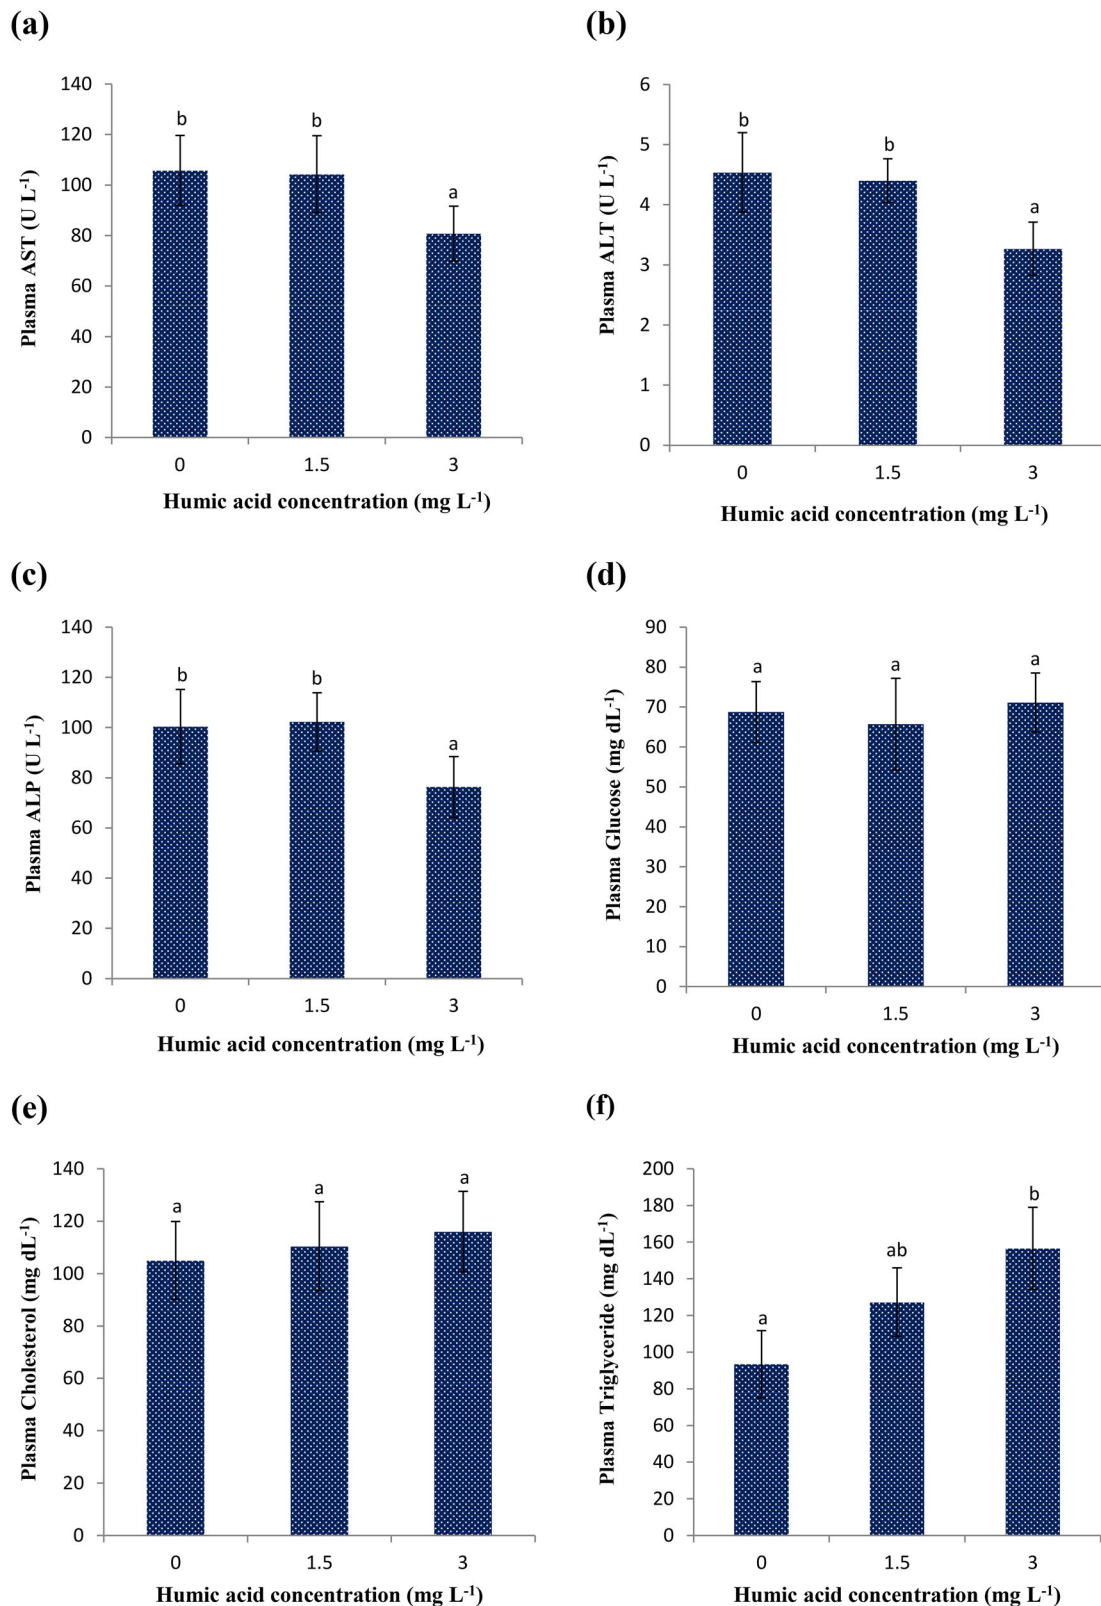 (a)
140
120
100
80
60
40
20
0
Plasma AST (U L⁻¹)
b
b
a
0 1.5 3
Humic acid concentration (mg L⁻¹)
(b)
6
5
4
3
2
1
0
Plasma ALT (U L⁻¹)
b
b
a
0 1.5 3
Humic acid concentration (mg L⁻¹)
(c)
140
120
100
80
60
40
20
0
Plasma ALP (U L⁻¹)
b
b
a
0 1.5 3
Humic acid concentration (mg L⁻¹)
(d)
90
80
70
60
50
40
30
20
10
0
Plasma Glucose (mg dL⁻¹)
a
a
a
0 1.5 3
Humic acid concentration (mg L⁻¹)
(e)
140
120
100
80
60
40
20
0
Plasma Cholesterol (mg dL⁻¹)
a
a
a
0 1.5 3
Humic acid concentration (mg L⁻¹)
(f)
200
180
160
140
120
100
80
60
40
20
0
Plasma Triglyceride (mg dL⁻¹)
a
ab
b
0 1.5 3
Humic acid concentration (mg L⁻¹)